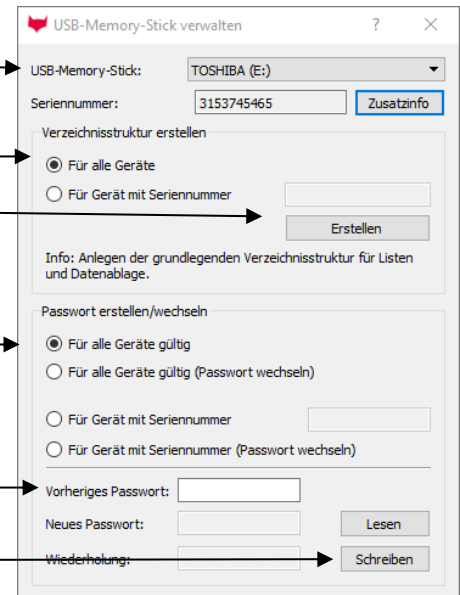 USB-Memory-Stick verwalten ?
USB-Memory-Stick: TOSHIBA (E:)
Seriennummer: 3153745465 Zusatzinfo
Verzeichnisstruktur erstellen
Für alle Geräte
Für Gerät mit Seriennummer
Erstellen
Info: Anlegen der grundlegenden Verzeichnisstruktur für Listen
und Datenablage.
Passwort erstellen/wechseln
Für alle Geräte gültig
Für alle Geräte gültig (Passwort wechseln)
Für Gerät mit Seriennummer
Für Gerät mit Seriennummer (Passwort wechseln)
Vorheriges Passwort:
Neues Passwort: Lesen
Wiederholung: Schreiben